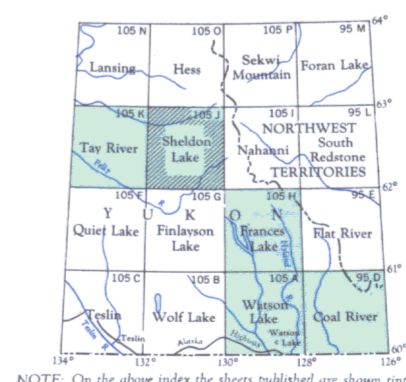 64°
105 N 105 O 105 P 95 M
Lansing Hess Sekwi Mountain Foran Lake
63°
105 K 105 J 105 I 95 L
Tay River Sheldon Lake Nahanni South Redstone
NORTHWEST TERRITORIES
Pelly R
62°
105 F 105 G 105 H 95 E
YUKON
Quiet Lake Finlayson Lake Frances Lake Flat River
Hyland R
61°
105 C 105 B 105 A 95 D
Teslin Wolf Lake Watson Lake Coal River
Teslin R. Teslin Alaska Highway Watson Lake
60°
134° 132° 130° 128° 126°
NOTE: On the above index the sheets published are shown